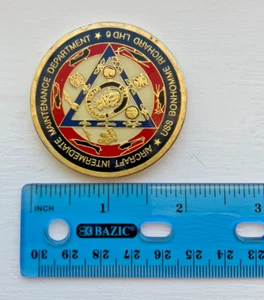 AIRCRAFT INTERMEDIATE MAINTENANCE DEPARTMENT
★ USS BONHOMME RICHARD LHD 6 ★
INCH 1 2 3
BAZIC
30 29 28 27 26 25 24 23 22